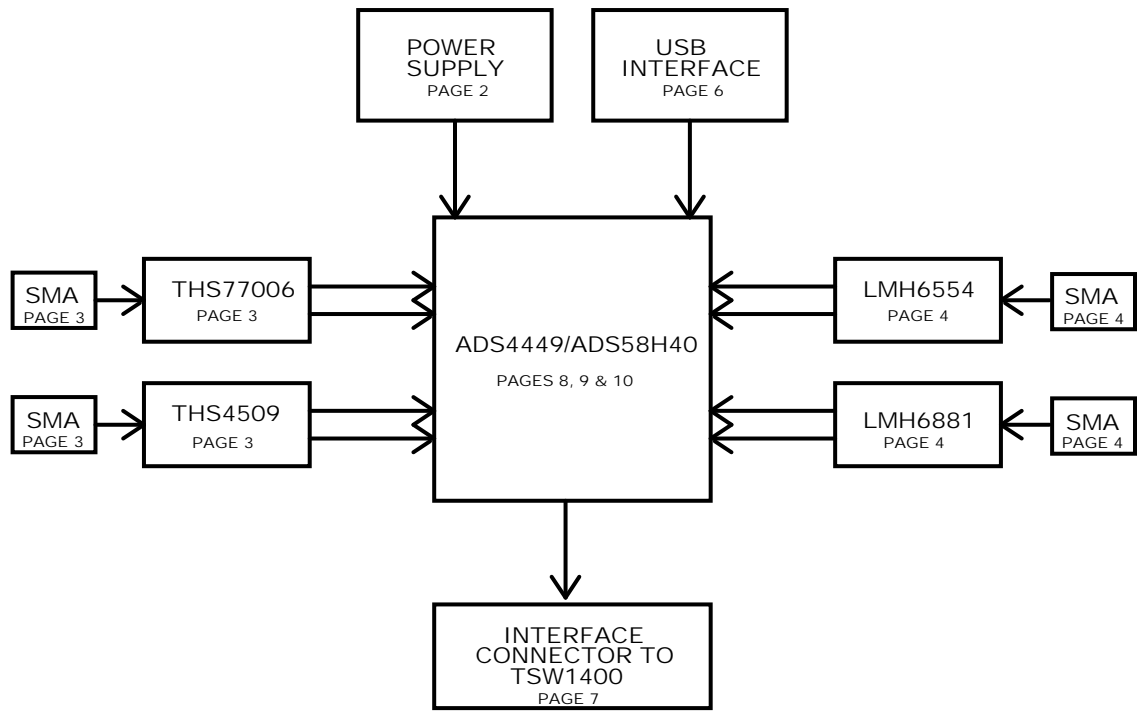 POWER
SUPPLY
PAGE 2
USB
INTERFACE
PAGE 6
SMA
PAGE 3
THS77006
PAGE 3
LMH6554
PAGE 4
SMA
PAGE 4
ADS4449/ADS58H40
PAGES 8, 9 & 10
SMA
PAGE 3
THS4509
PAGE 3
LMH6881
PAGE 4
SMA
PAGE 4
INTERFACE
CONNECTOR TO
TSW1400
PAGE 7